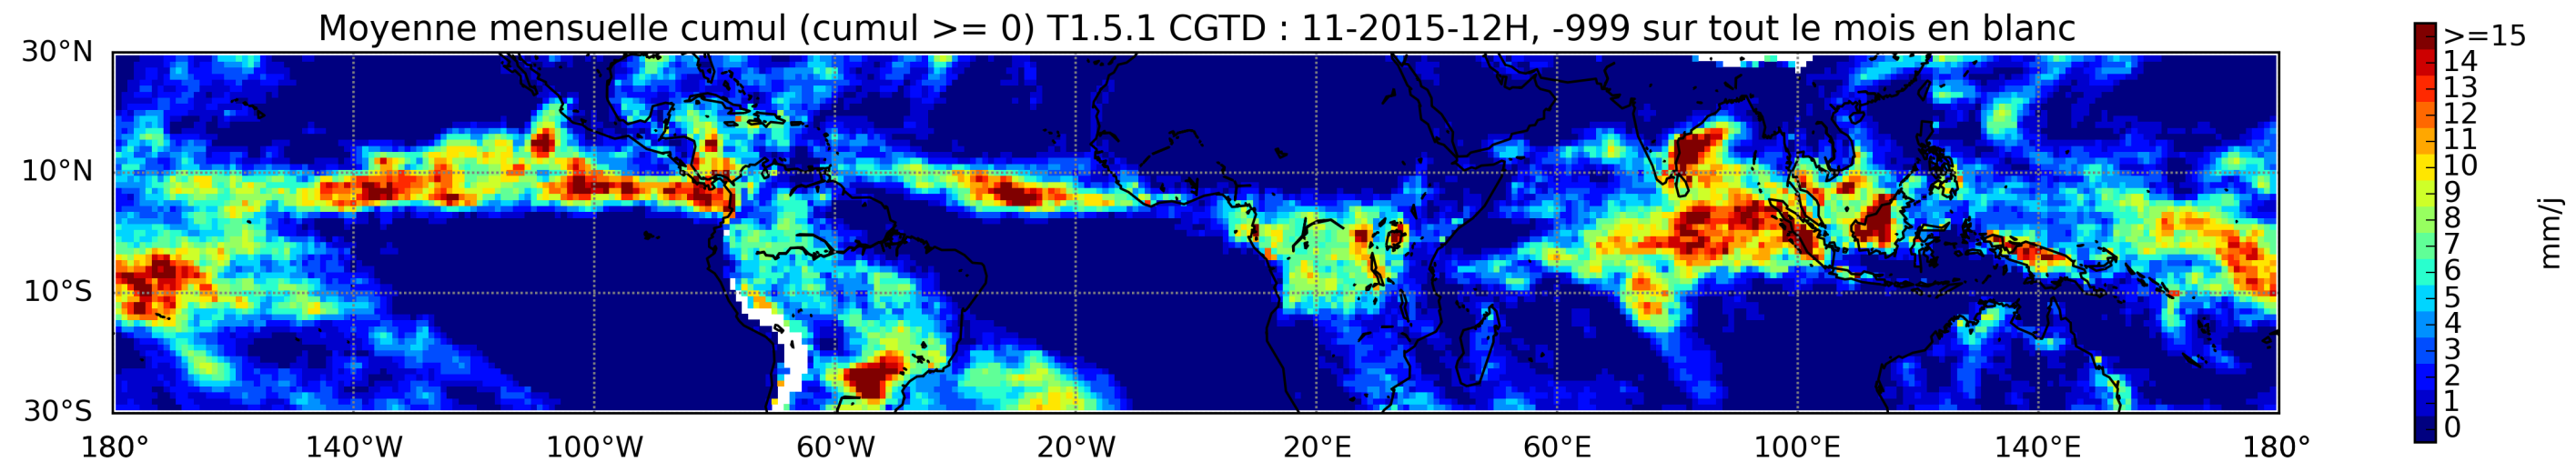 Moyenne mensuelle cumul (cumul >= 0) T1.5.1 CGTD : 11-2015-12H, -999 sur tout le mois en blanc
30°N
10°N
10°S
30°S
180°
140°W
100°W
60°W
20°W
20°E
60°E
100°E
140°E
180°
>=15
14
13
12
11
10
9
8
7
6
5
4
3
2
1
0
mm/j